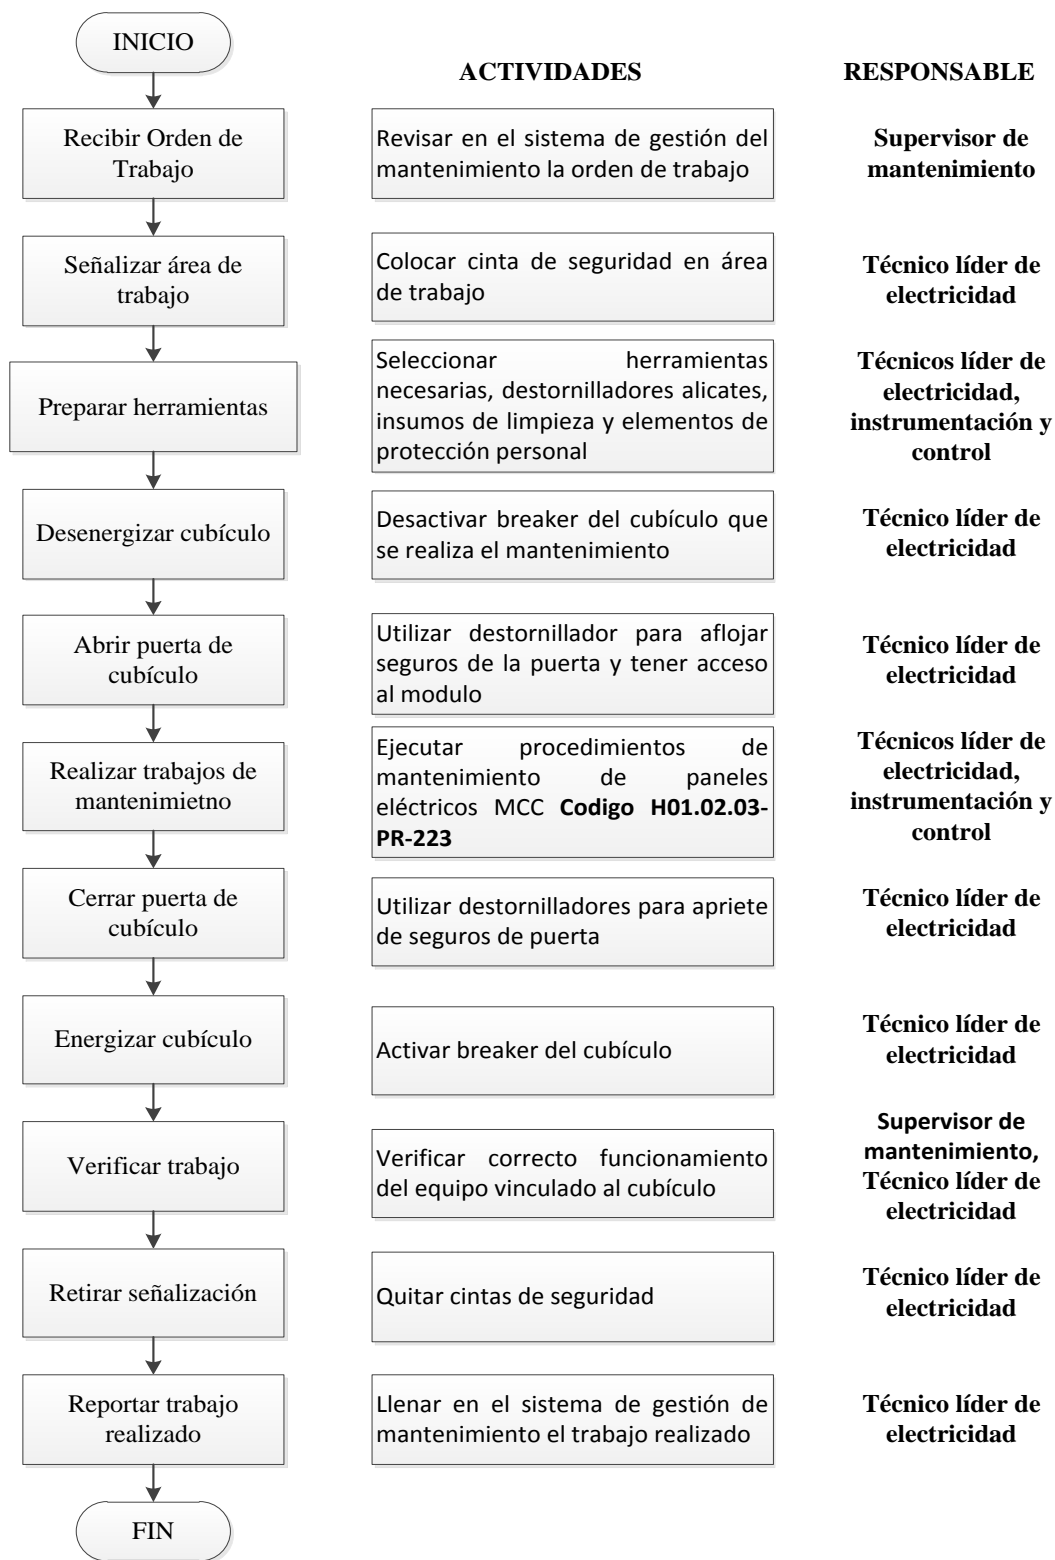 INICIO
ACTIVIDADES
RESPONSABLE
Recibir Orden de
Trabajo
Revisar en el sistema de gestión del
mantenimiento la orden de trabajo
Supervisor de
mantenimiento
Señalizar área de
trabajo
Colocar cinta de seguridad en área
de trabajo
Técnico líder de
electricidad
Preparar herramientas
Seleccionar herramientas
necesarias, destornilladores alicates,
insumos de limpieza y elementos de
protección personal
Técnicos líder de
electricidad,
instrumentación y
control
Desenergizar cubículo
Desactivar breaker del cubículo que
se realiza el mantenimiento
Técnico líder de
electricidad
Abrir puerta de
cubículo
Utilizar destornillador para aflojar
seguros de la puerta y tener acceso
al modulo
Técnico líder de
electricidad
Realizar trabajos de
mantenimietno
Ejecutar procedimientos de
mantenimiento de paneles
eléctricos MCC Codigo H01.02.03-
PR-223
Técnicos líder de
electricidad,
instrumentación y
control
Cerrar puerta de
cubículo
Utilizar destornilladores para apriete
de seguros de puerta
Técnico líder de
electricidad
Energizar cubículo
Activar breaker del cubículo
Técnico líder de
electricidad
Verificar trabajo
Verificar correcto funcionamiento
del equipo vinculado al cubículo
Supervisor de
mantenimiento,
Técnico líder de
electricidad
Retirar señalización
Quitar cintas de seguridad
Técnico líder de
electricidad
Reportar trabajo
realizado
Llenar en el sistema de gestión de
mantenimiento el trabajo realizado
Técnico líder de
electricidad
FIN